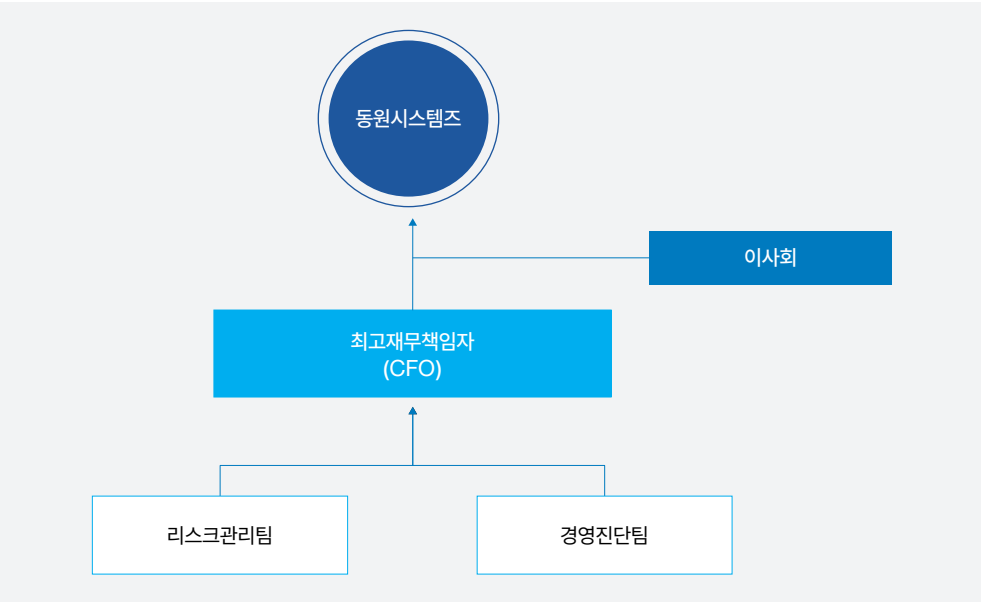 동원시스템즈
이사회
최고재무책임자
(CFO)
리스크관리팀
경영진단팀